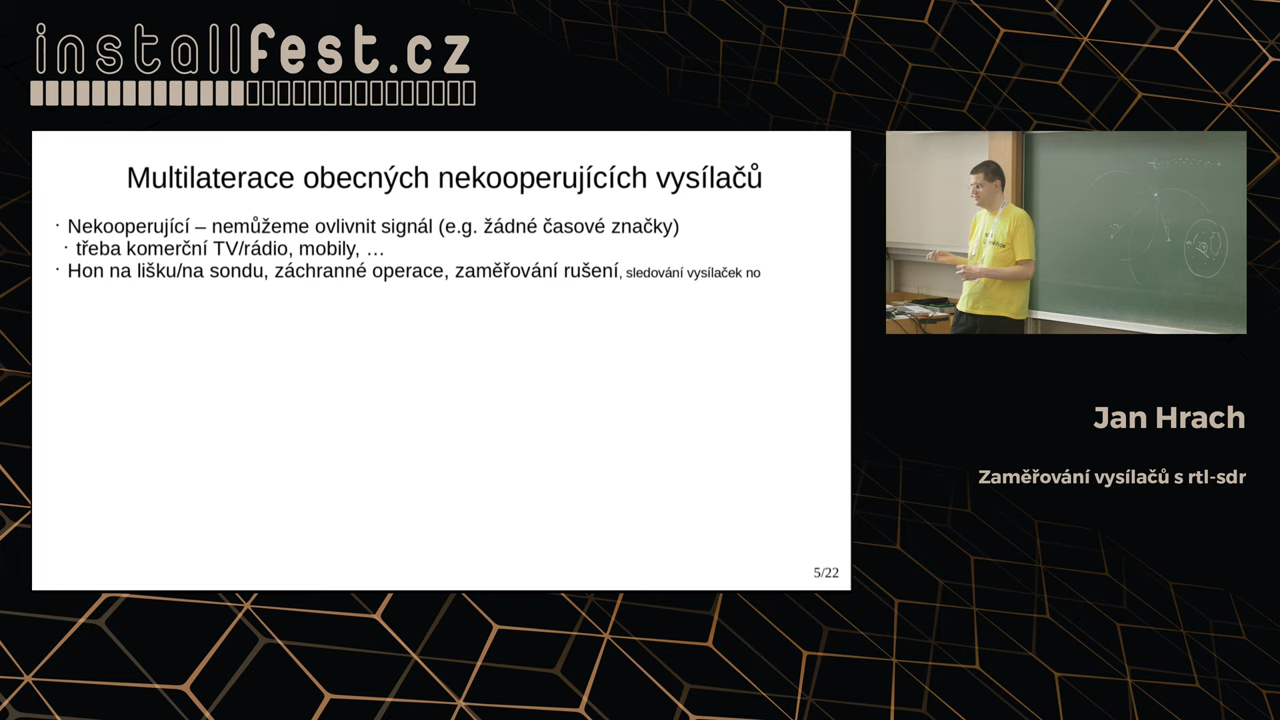 installfest.cz
Multilaterace obecných nekooperujících vysílačů
· Nekooperující – nemůžeme ovlivnit signál (e.g. žádné časové značky)
· třeba komerční TV/rádio, mobily, …
· Hon na lišku/na sondu, záchranné operace, zaměřování rušení, sledování vysílaček no
5/22
Jan Hrach
Zaměřování vysílačů s rtl-sdr